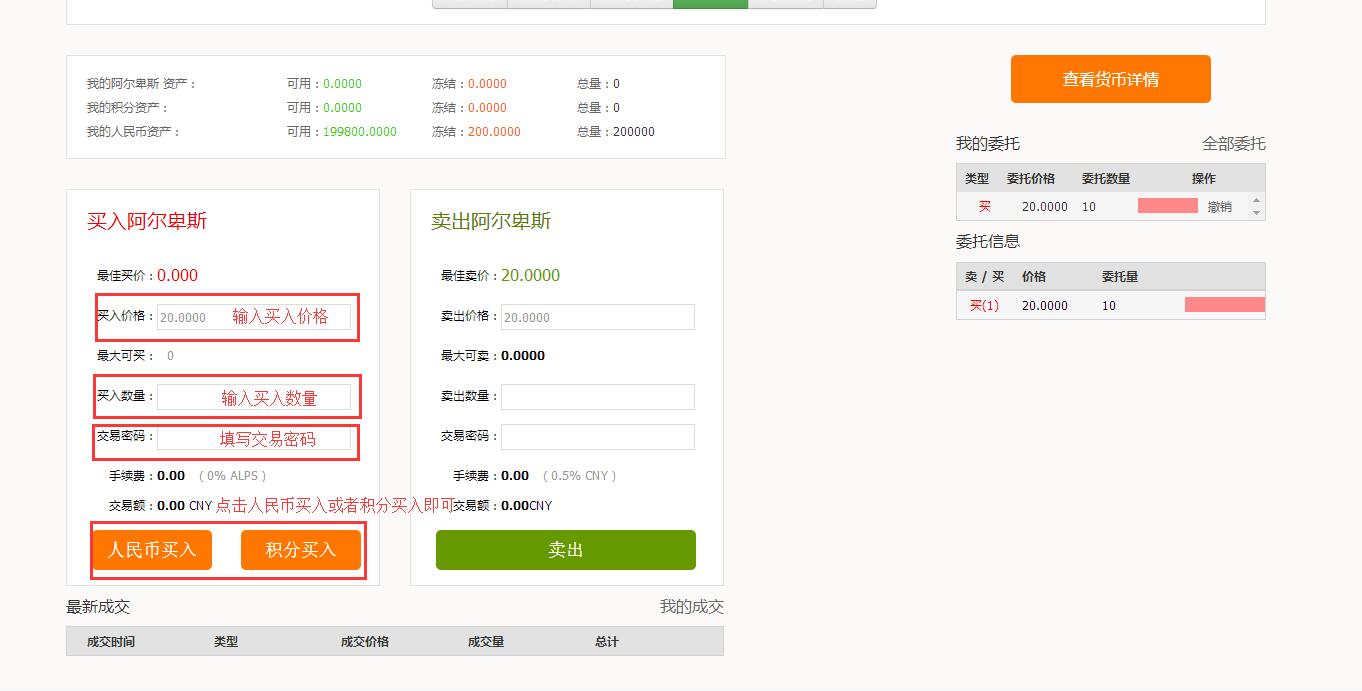 我的阿尔卑斯 资产： 可用：0.0000 冻结：0.0000 总量：0
我的积分资产： 可用：0.0000 冻结：0.0000 总量：0
我的人民币资产： 可用：199800.0000 冻结：200.0000 总量：200000
买入阿尔卑斯
最佳买价：0.000
买入价格：20.0000 输入买入价格
最大可买： 0
买入数量： 输入买入数量
交易密码： 填写交易密码
手续费：0.00 ( 0% ALPS )
交易额：0.00 CNY 点击人民币买入或者积分买入即可
人民币买入 积分买入
卖出阿尔卑斯
最佳卖价：20.0000
卖出价格：20.0000
最大可卖：0.0000
卖出数量：
交易密码：
手续费：0.00 ( 0.5% CNY )
交易额：0.00CNY
卖出
最新成交 我的成交
成交时间 类型 成交价格 成交量 总计
查看货币详情
我的委托 全部委托
类型 委托价格 委托数量 操作
买 20.0000 10 撤销
委托信息
卖 / 买 价格 委托量
买(1) 20.0000 10